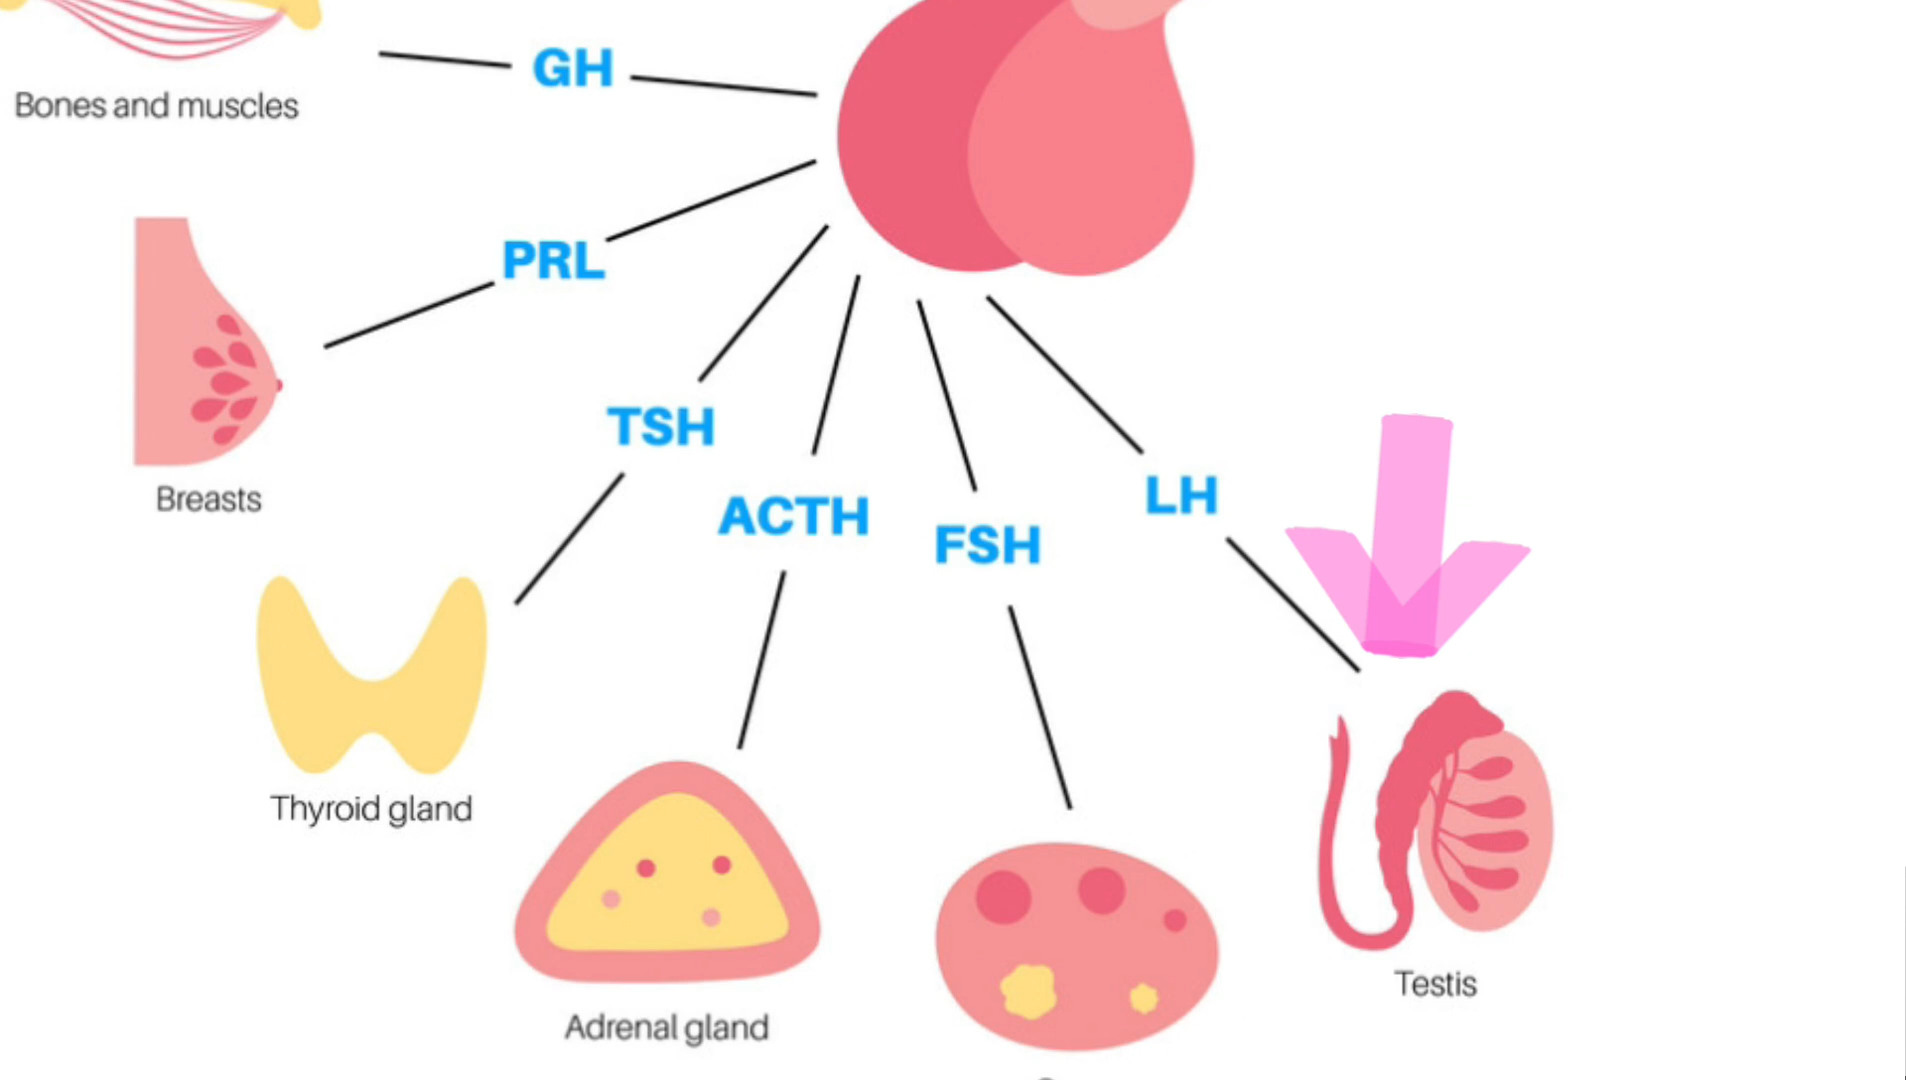 GH
Bones and muscles
PRL
Breasts
TSH
ACTH
FSH
LH
Thyroid gland
Adrenal gland
Testis